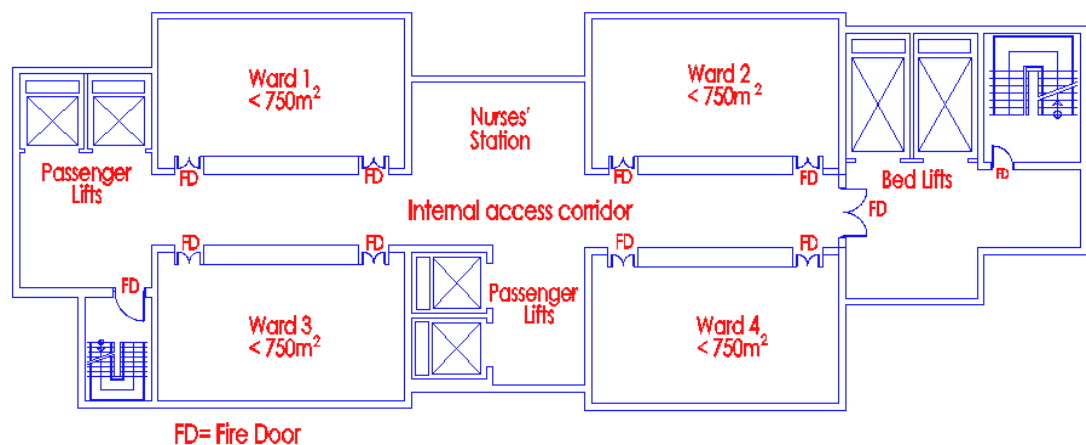 Ward 1
< 750m²
Ward 2
< 750m²
Nurses'
Station
Passenger
Lifts
FD
FD
FD
FD
Bed Lifts
FD
Internal access corridor
FD
FD
FD
FD
FD
FD
Passenger
Lifts
Ward 3
< 750m²
Ward 4
< 750m²
FD= Fire Door